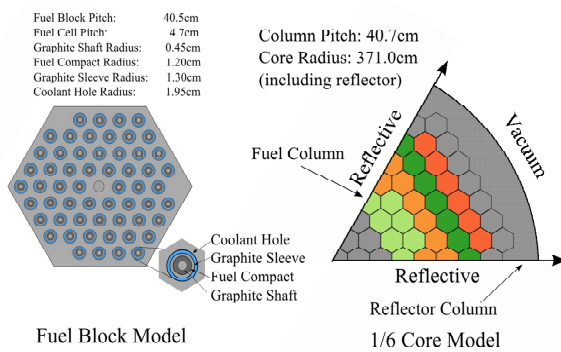 Fuel Block Pitch: 40.5cm
Fuel Cell Pitch: 4.7cm
Graphite Shaft Radius: 0.45cm
Fuel Compact Radius: 1.20cm
Graphite Sleeve Radius: 1.30cm
Coolant Hole Radius: 1.95cm
Coolant Hole
Graphite Sleeve
Fuel Compact
Graphite Shaft
Fuel Block Model
Column Pitch: 40.7cm
Core Radius: 371.0cm
(including reflector)
Fuel Column
Reflective
Vacuum
Reflective
Reflector Column
1/6 Core Model